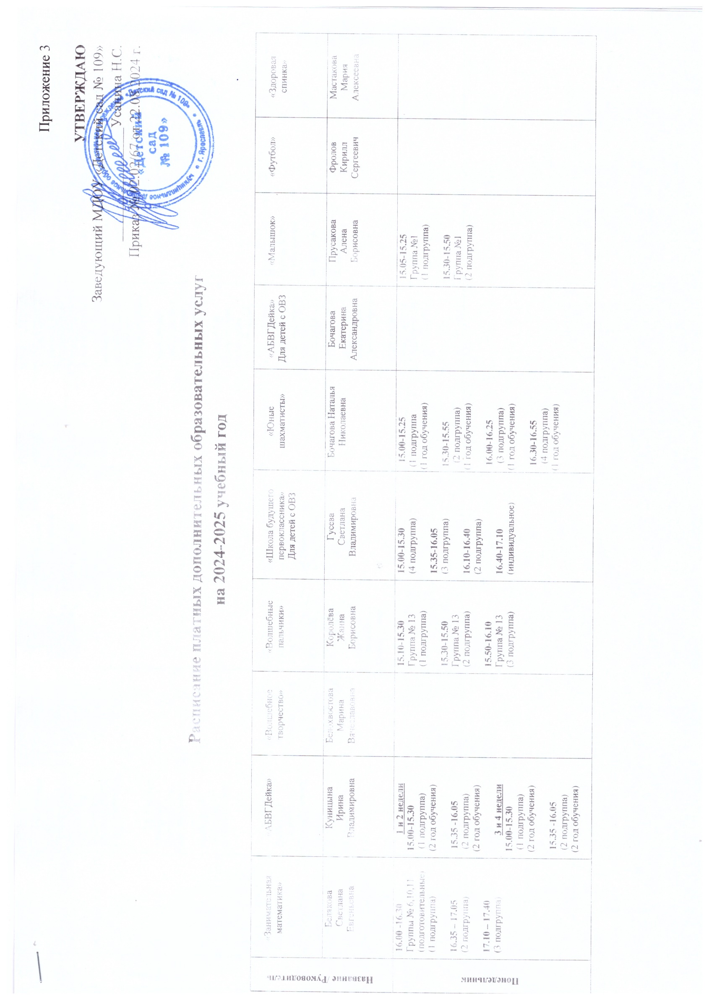 Приложение 3
УТВЕРЖДАЮ
Заведующий МДОУ «Детский сад № 109»
Усанина Н.С.
Приказ № 02.03/67 от 22.08.2024 г.
«Детский
сад
№ 109»
Расписание платных дополнительных образовательных услуг
на 2024-2025 учебный год
Название /Руководитель
«Занимательная
математика»
«АБВГДейка»
«Волшебное
творчество»
«Волшебные
пальчики»
«Школа будущего
первоклассника»
Для детей с ОВЗ
«Юные
шахматисты»
«АБВГДейка»
Для детей с ОВЗ
«Малышок»
«Футбол»
«Здоровая
спинка»
Белякова
Светлана
Евгеньевна
Куницына
Ирина
Владимировна
Белохвостова
Марина
Вячеславовна
Королёва
Жанна
Борисовна
Гусева
Светлана
Владимировна
Бочагова Наталья
Николаевна
Бочагова
Екатерина
Александровна
Прусакова
Алена
Борисовна
Фролов
Кирилл
Сергеевич
Мастакова
Мария
Алексеевна
Понедельник
16.00 -16.30
Группы № 6,10,11
(подготовительные)
(1 подгруппа)
16.35 – 17.05
(2 подгруппа)
17.10 – 17.40
(3 подгруппа)
1 и 2 недели
15.00-15.30
(1 подгруппа)
(2 год обучения)
15.35 -16.05
(2 подгруппа)
(2 год обучения)
3 и 4 недели
15.00-15.30
(1 подгруппа)
(2 год обучения)
15.35 -16.05
(2 подгруппа)
(2 год обучения)
15.10-15.30
Группа № 13
(1 подгруппа)
15.30-15.50
Группа № 13
(2 подгруппа)
15.50-16.10
Группа № 13
(3 подгруппа)
15.00-15.30
(4 подгруппа)
15.35-16.05
(3 подгруппа)
16.10-16.40
(2 подгруппа)
16.40-17.10
(индивидуальное)
15.00-15.25
(1 подгруппа
(1 год обучения)
15.30-15.55
(2 подгруппа)
(1 год обучения)
16.00-16.25
(3 подгруппа)
(1 год обучения)
16.30-16.55
(4 подгруппа)
(1 год обучения)
15.05-15.25
Группа №1
(1 подгруппа)
15.30-15.50
Группа №1
(2 подгруппа)